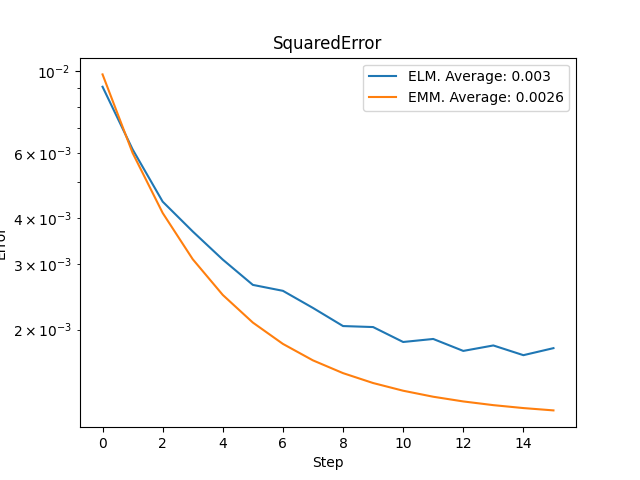 SquaredError
ELM. Average: 0.003
EMM. Average: 0.0026
10⁻²
6 × 10⁻³
4 × 10⁻³
3 × 10⁻³
2 × 10⁻³
Error
0 2 4 6 8 10 12 14
Step